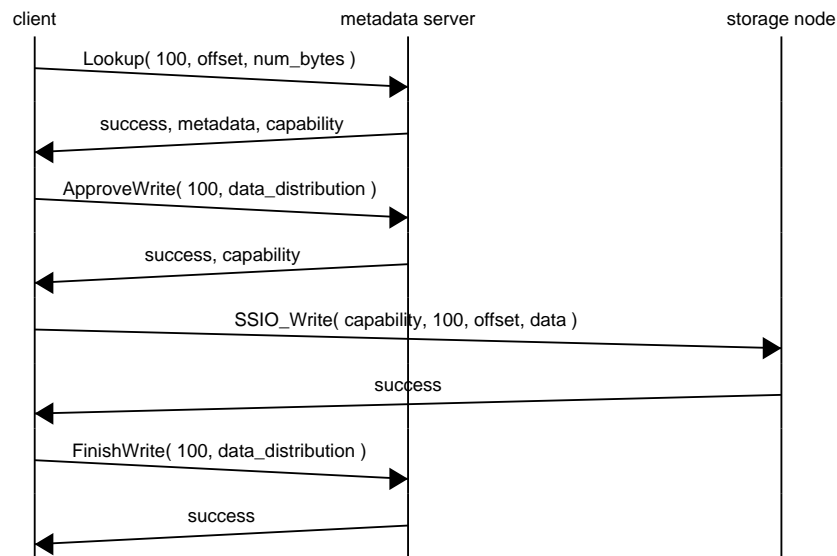 client metadata server storage node
Lookup( 100, offset, num_bytes )
success, metadata, capability
ApproveWrite( 100, data_distribution )
success, capability
SSIO_Write( capability, 100, offset, data )
success
FinishWrite( 100, data_distribution )
success